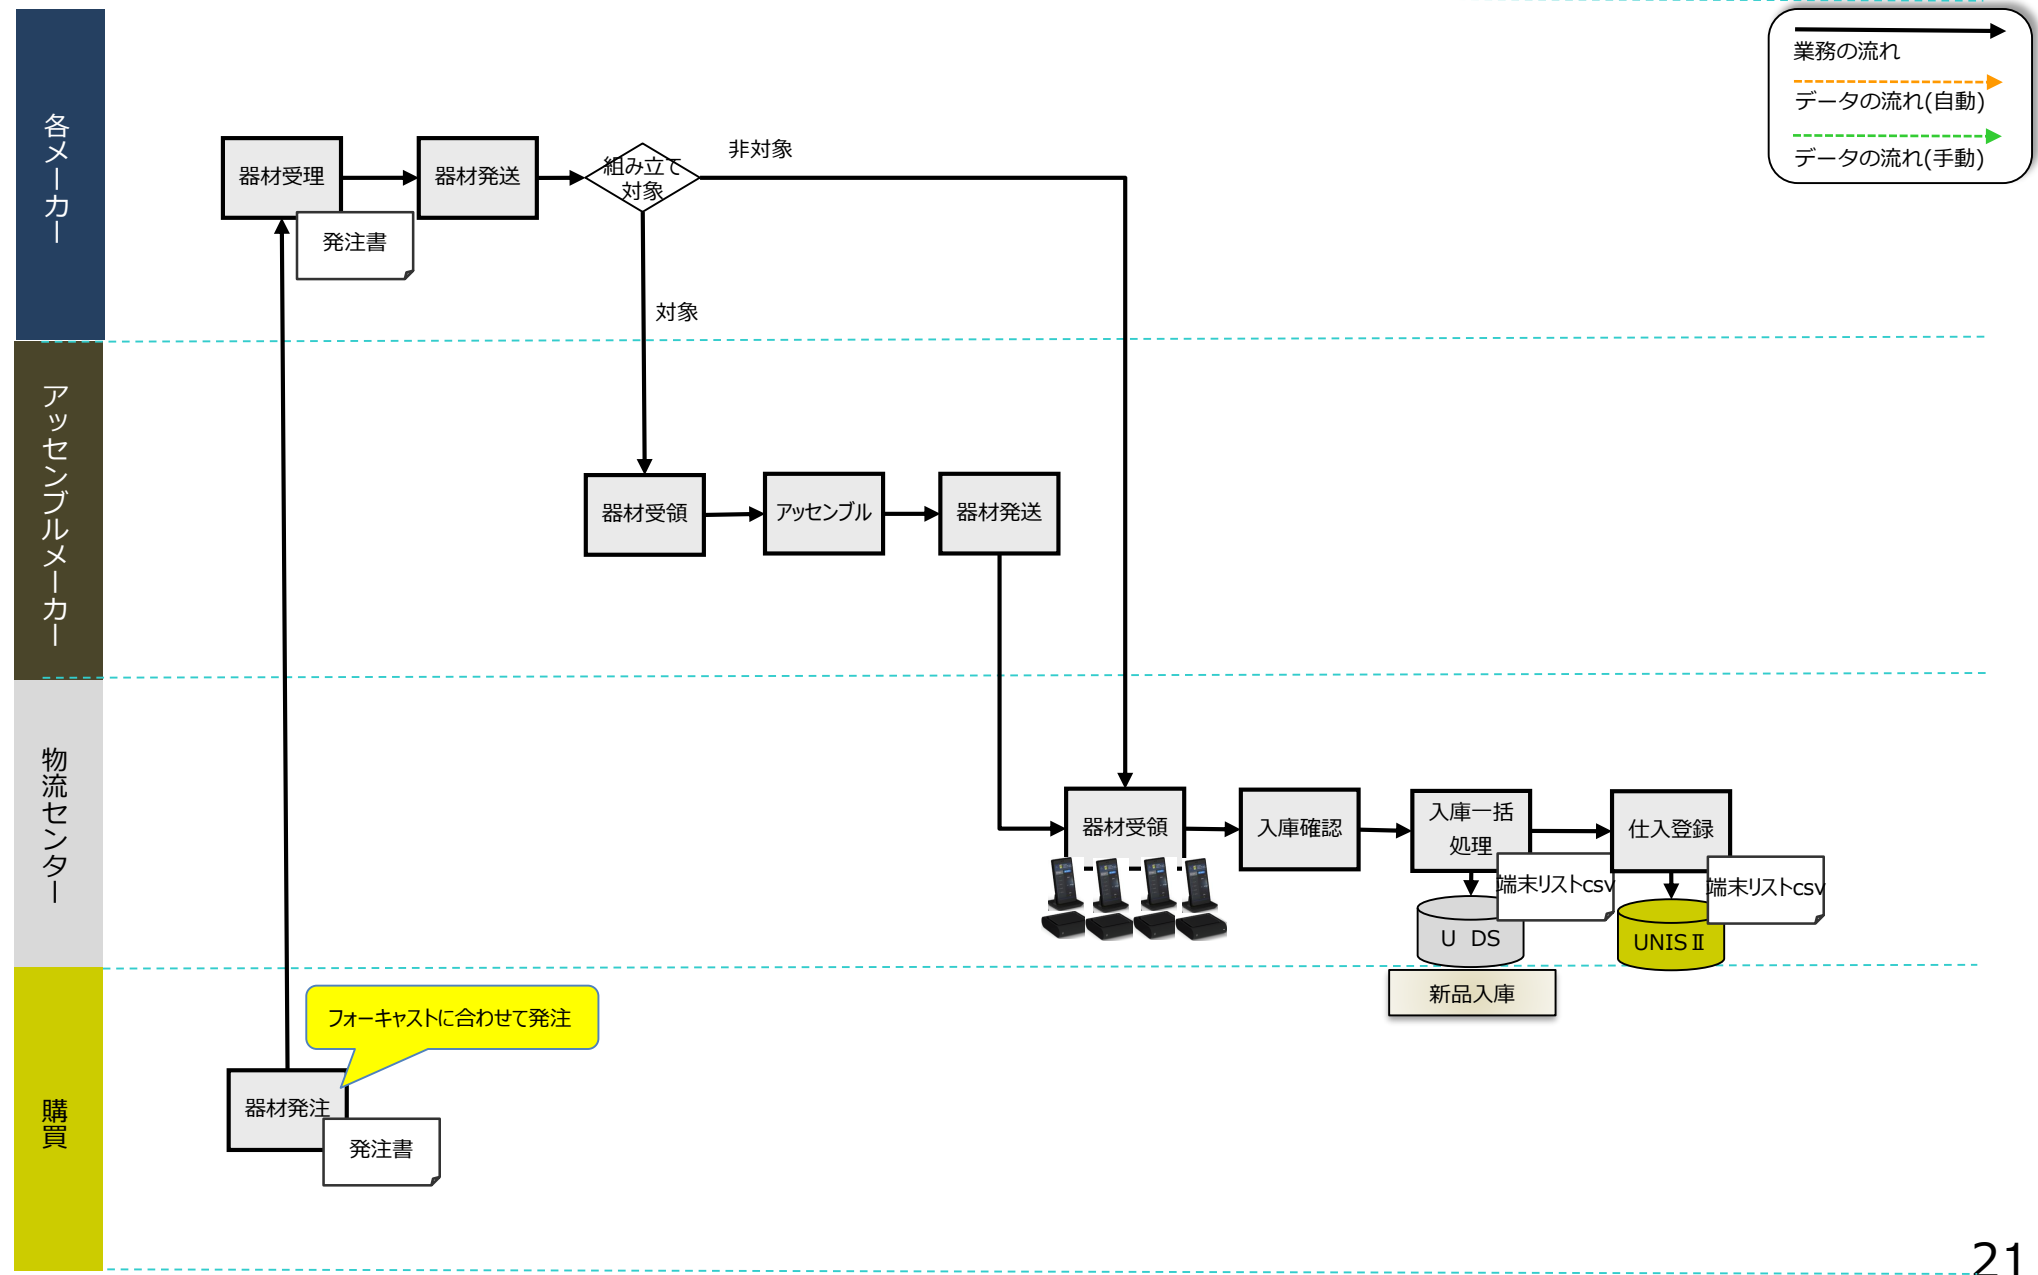 業務の流れ
データの流れ(自動)
データの流れ(手動)
各メーカー
器材受理
発注書
器材発送
組み立て
対象
非対象
対象
アッセンブルメーカー
器材受領
アッセンブル
器材発送
物流センター
器材受領
入庫確認
入庫一括
処理
端末リストcsv
U DS
仕入登録
端末リストcsv
UNISⅡ
新品入庫
購買
フォーキャストに合わせて発注
器材発注
発注書
21